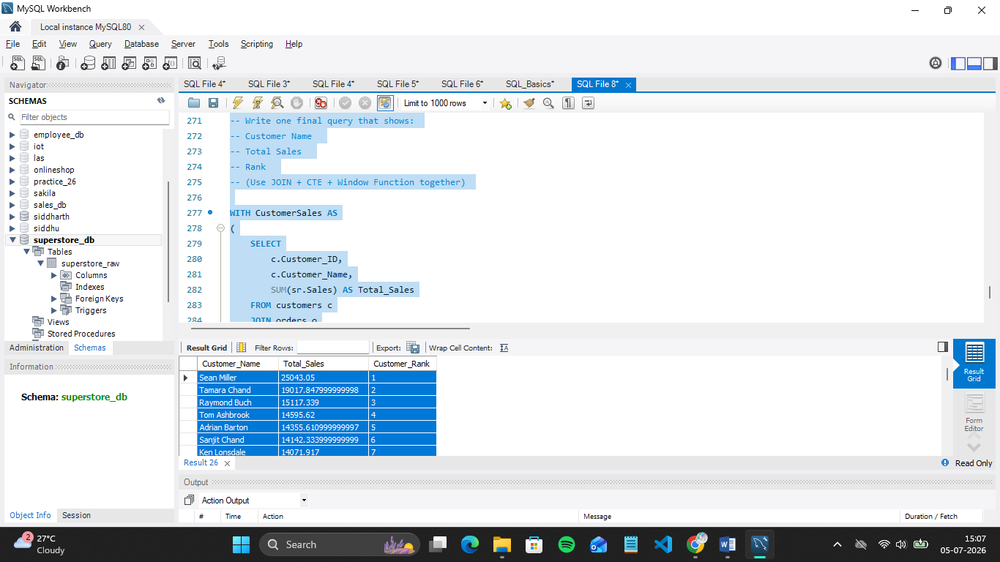 MySQL Workbench
Local instance MySQL80
File Edit View Query Database Server Tools Scripting Help
Navigator
SCHEMAS
Filter objects
employee_db
iot
las
onlineshop
practice_26
sakila
sales_db
siddharth
siddhu
superstore_db
Tables
superstore_raw
Columns
Indexes
Foreign Keys
Triggers
Views
Stored Procedures
Administration Schemas
Information
Schema: superstore_db
Object Info Session
SQL File 4* SQL File 3* SQL File 4* SQL File 5* SQL File 6* SQL_Basics* SQL File 8*
Limit to 1000 rows
271 -- Write one final query that shows:
272 -- Customer Name
273 -- Total Sales
274 -- Rank
275 -- (Use JOIN + CTE + Window Function together)
276
277 WITH CustomerSales AS
278 (
279 SELECT
280 c.Customer_ID,
281 c.Customer_Name,
282 SUM(sr.Sales) AS Total_Sales
283 FROM customers c
284 JOIN orders o
Result Grid Filter Rows: Export: Wrap Cell Content:
Customer_Name Total_Sales Customer_Rank
Sean Miller 25043.05 1
Tamara Chand 19017.847999999998 2
Raymond Buch 15117.339 3
Tom Ashbrook 14595.62 4
Adrian Barton 14355.610999999997 5
Sanjit Chand 14142.333999999999 6
Ken Lonsdale 14071.917 7
Result Grid
Form Editor
Result 26
Read Only
Output
Action Output
# Time Action Message Duration / Fetch
2
27°C
Cloudy
Search
15:07
05-07-2026